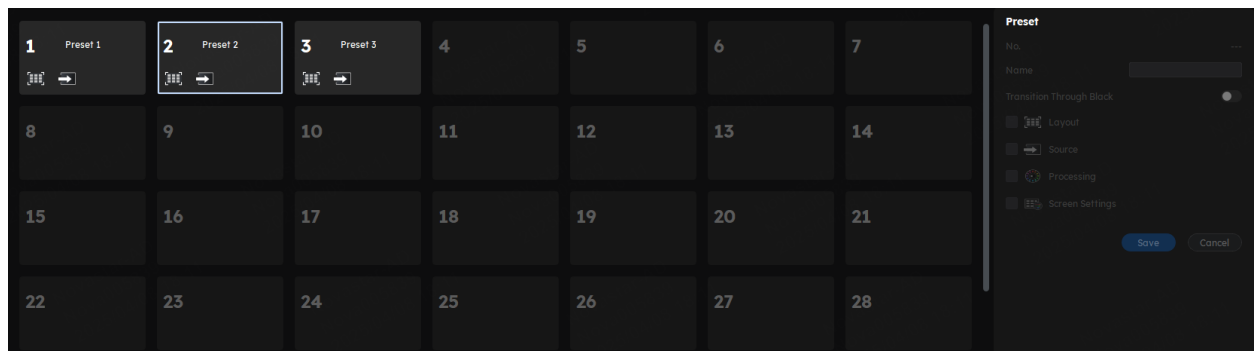 1 Preset 1
2 Preset 2
3 Preset 3
4
5
6
7
8
9
10
11
12
13
14
15
16
17
18
19
20
21
22
23
24
25
26
27
28
Preset
No. ---
Name
Transition Through Black
Layout
Source
Processing
Screen Settings
Save Cancel